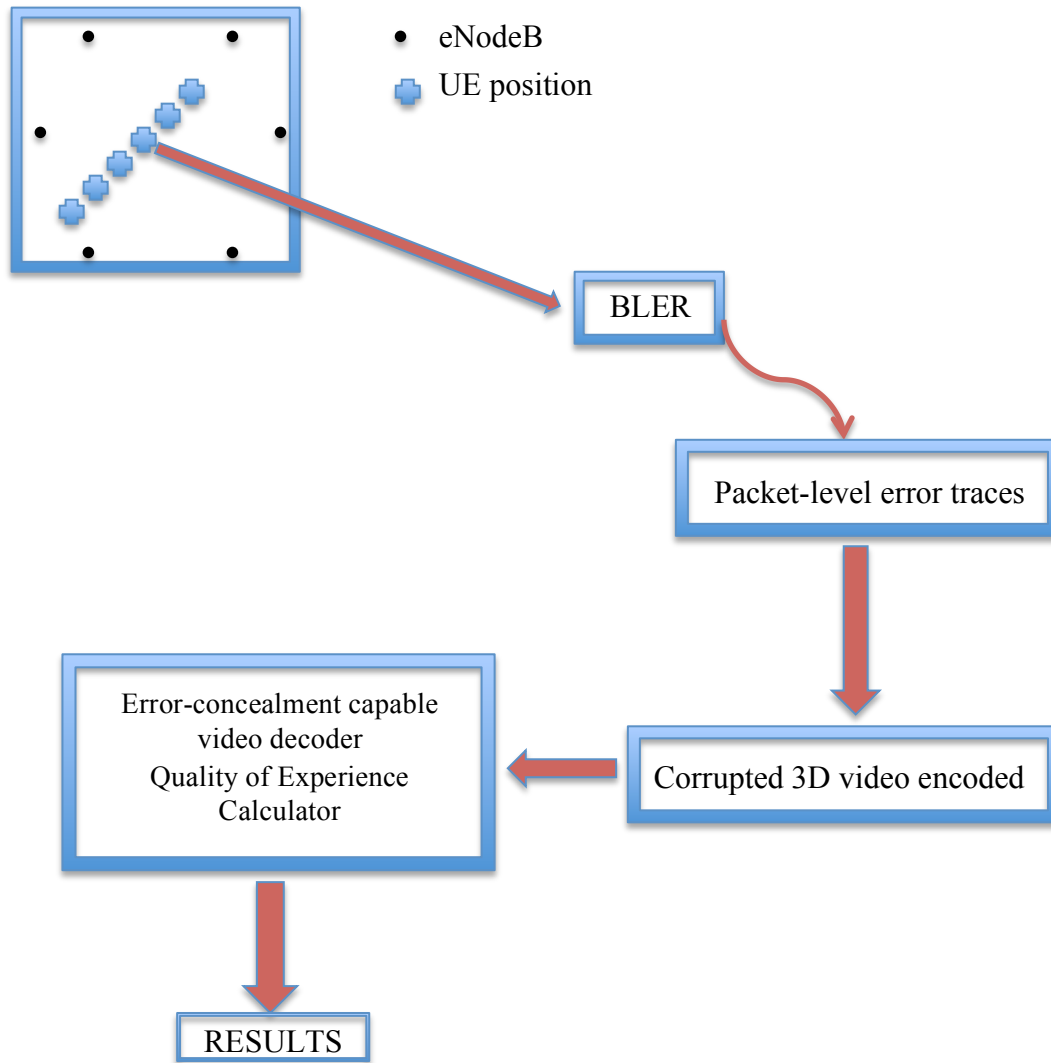 eNodeB
UE position
BLER
Packet-level error traces
Error-concealment capable
video decoder
Quality of Experience
Calculator
Corrupted 3D video encoded
RESULTS